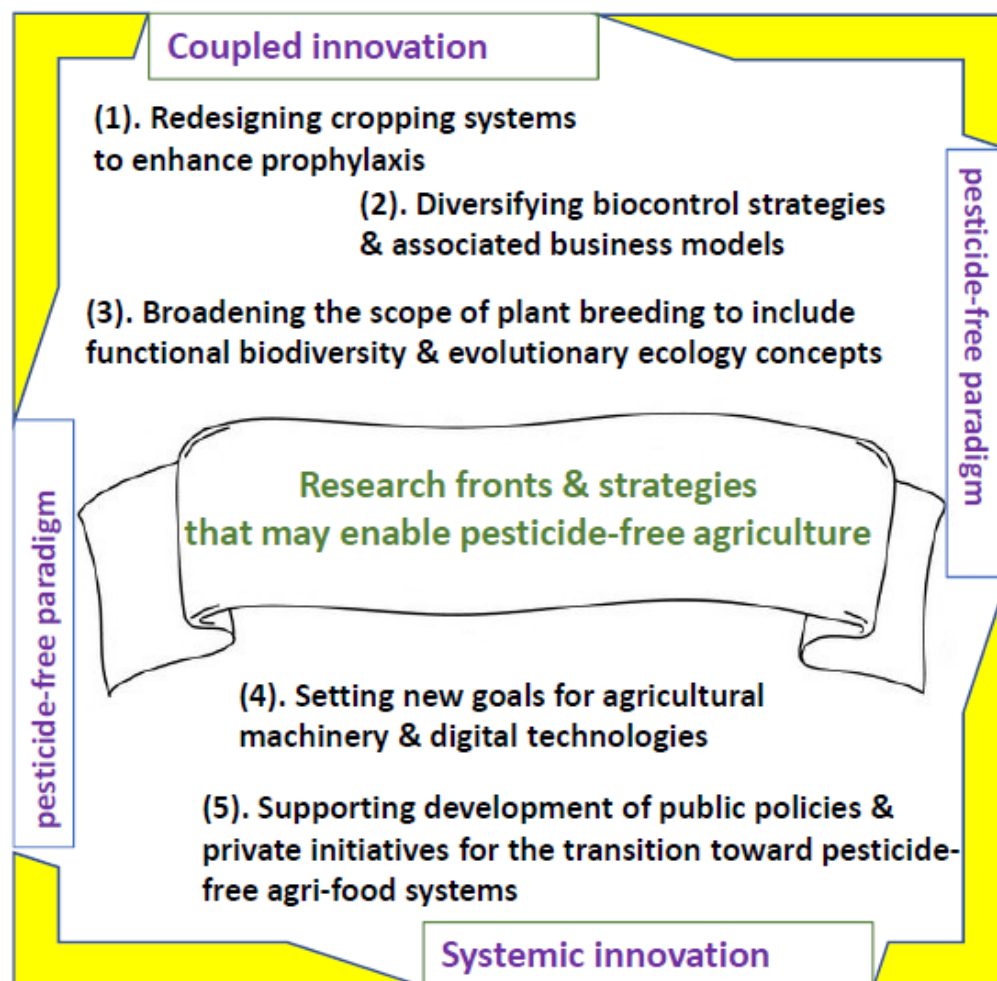 Coupled innovation
(1). Redesigning cropping systems
to enhance prophylaxis
(2). Diversifying biocontrol strategies
& associated business models
(3). Broadening the scope of plant breeding to include
functional biodiversity & evolutionary ecology concepts
pesticide-free paradigm
Research fronts & strategies
that may enable pesticide-free agriculture
pesticide-free paradigm
(4). Setting new goals for agricultural
machinery & digital technologies
(5). Supporting development of public policies &
private initiatives for the transition toward pesticide-
free agri-food systems
Systemic innovation